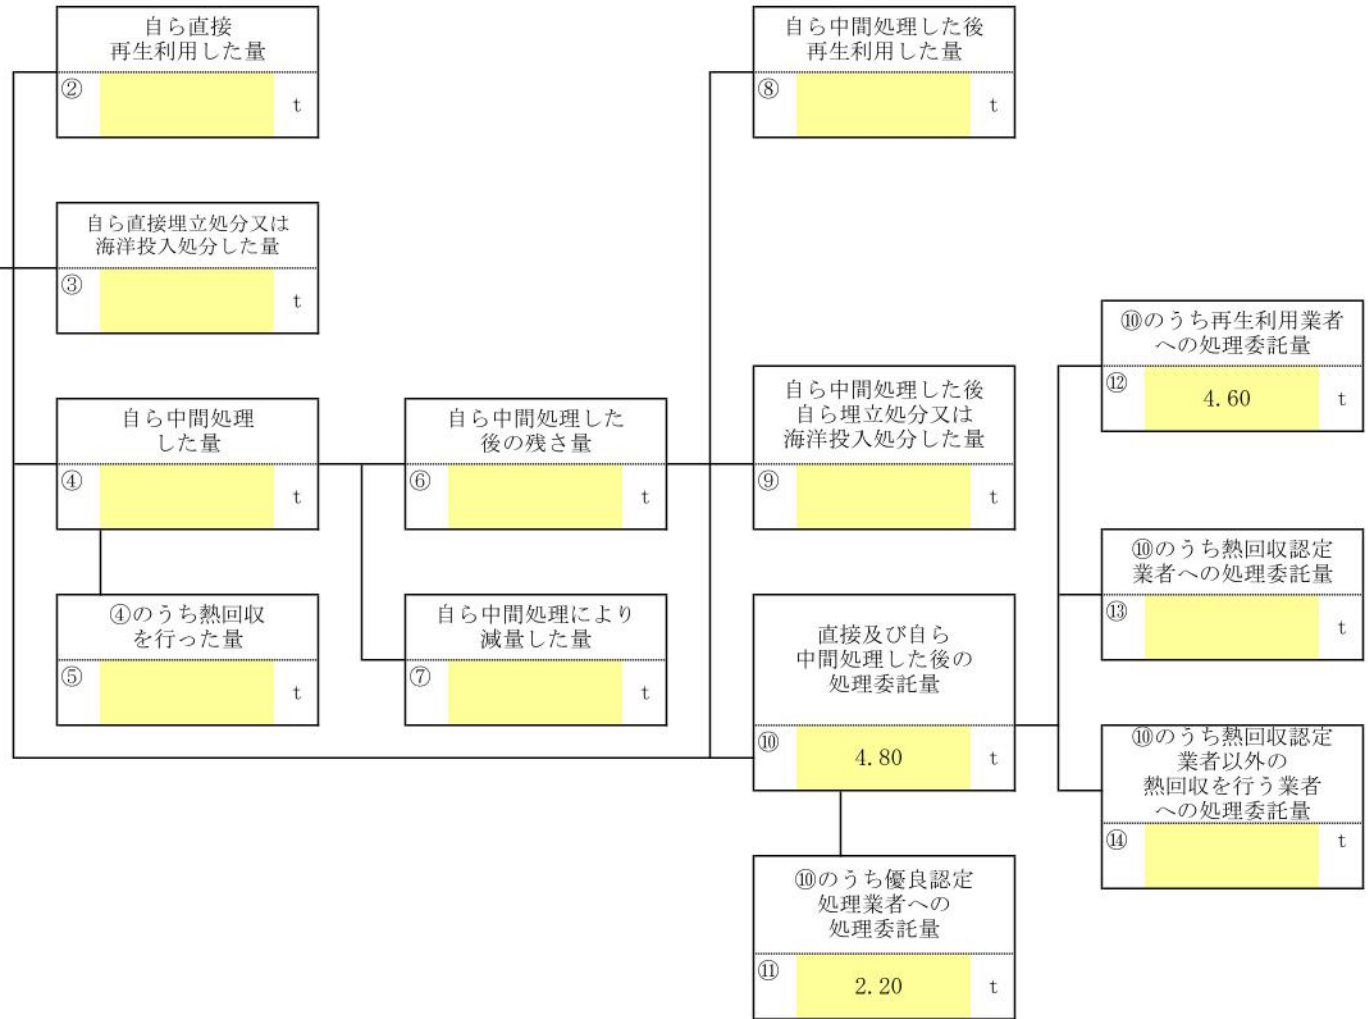 自ら直接
再生利用した量
②
t
自ら中間処理した後
再生利用した量
⑧
t
自ら直接埋立処分又は
海洋投入処分した量
③
t
⑩のうち再生利用業者
への処理委託量
⑫
4.60
t
自ら中間処理
した量
④
t
自ら中間処理した
後の残さ量
⑥
t
自ら中間処理した後
自ら埋立処分又は
海洋投入処分した量
⑨
t
⑩のうち熱回収認定
業者への処理委託量
⑬
t
④のうち熱回収
を行った量
⑤
t
自ら中間処理により
減量した量
⑦
t
直接及び自ら
中間処理した後の
処理委託量
⑩
4.80
t
⑩のうち熱回収認定
業者以外の
熱回収を行う業者
への処理委託量
⑭
t
⑩のうち優良認定
処理業者への
処理委託量
⑪
2.20
t